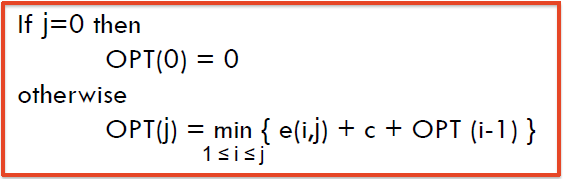 If j=0 then
OPT(0) = 0
otherwise
OPT(j) = min { e(i,j) + c + OPT (i-1) }
1 ≤ i ≤ j